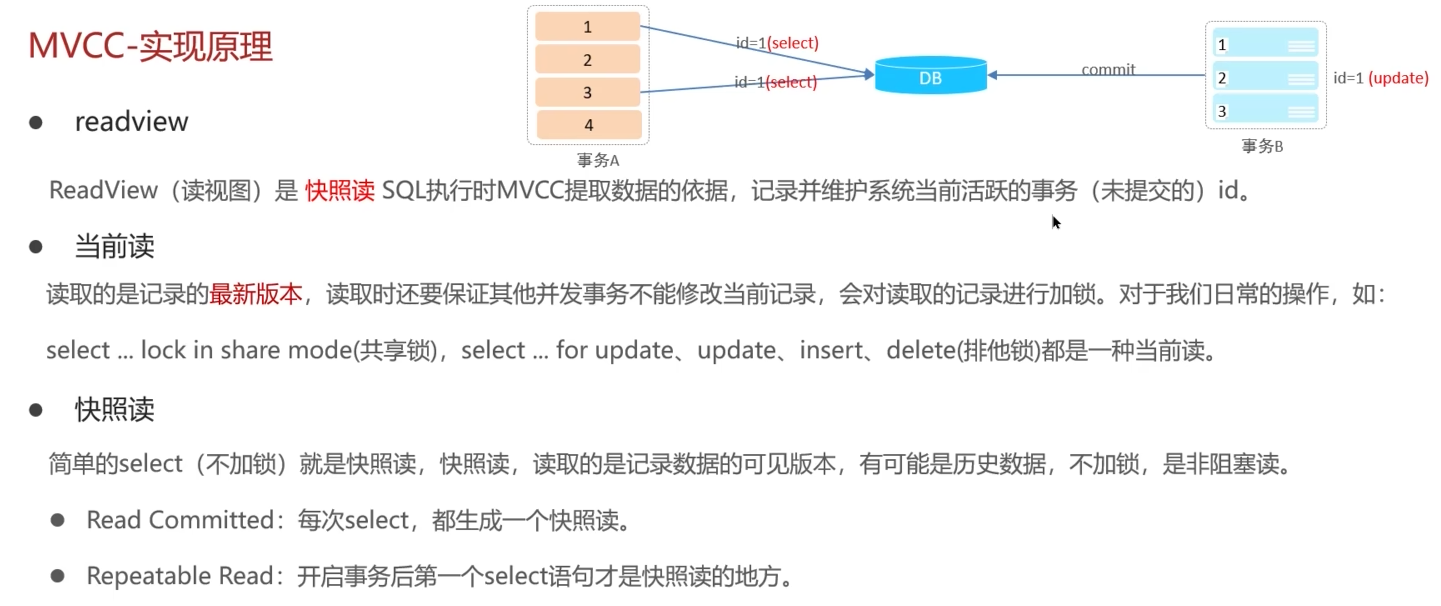 MVCC-实现原理
1
2
3
4
事务A
id=1(select)
id=1(select)
DB
commit
1
2
3
id=1 (update)
事务B
● readview
ReadView（读视图）是 快照读 SQL执行时MVCC提取数据的依据，记录并维护系统当前活跃的事务（未提交的）id。
● 当前读
读取的是记录的最新版本，读取时还要保证其他并发事务不能修改当前记录，会对读取的记录进行加锁。对于我们日常的操作，如：
select ... lock in share mode(共享锁)，select ... for update、update、insert、delete(排他锁)都是一种当前读。
● 快照读
简单的select（不加锁）就是快照读，快照读，读取的是记录数据的可见版本，有可能是历史数据，不加锁，是非阻塞读。
● Read Committed：每次select，都生成一个快照读。
● Repeatable Read：开启事务后第一个select语句才是快照读的地方。